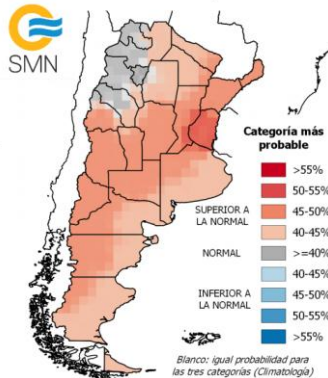 SMN
Categoría más
probable
>55%
50-55%
45-50%
SUPERIOR A
LA NORMAL
40-45%
NORMAL
>=40%
40-45%
INFERIOR A
LA NORMAL
45-50%
50-55%
>55%
Blanco: igual probabilidad para
las tres categorías (Climatología)